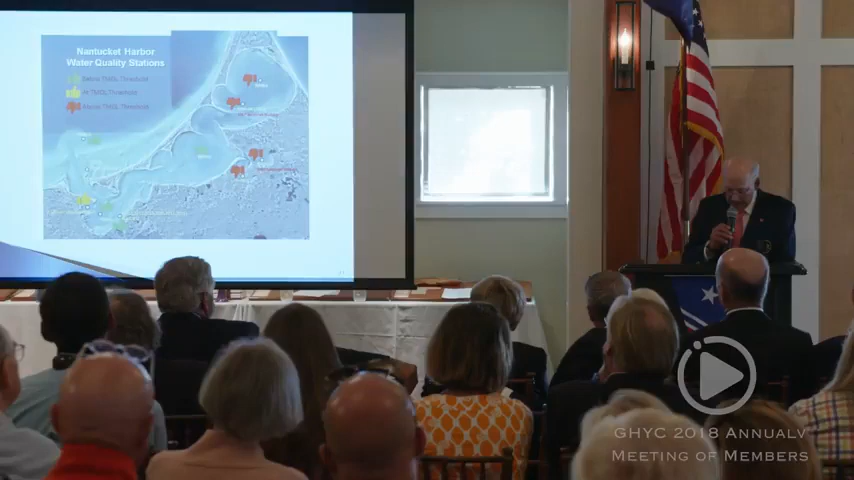 Nantucket Harbor
Water Quality Stations
Below TMDL Threshold
At TMDL Threshold
Above TMDL Threshold
GHYC 2018 Annualv
Meeting of Members